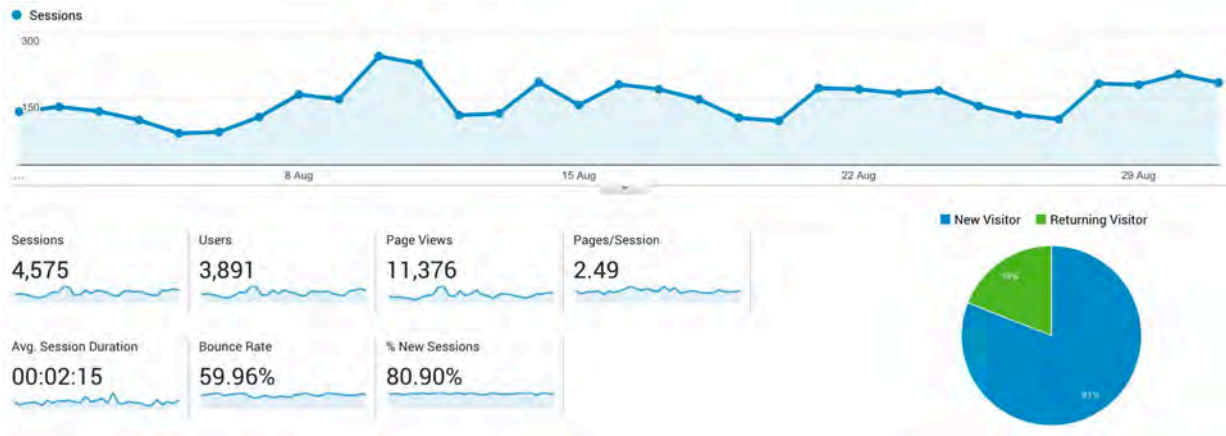 Sessions
300
150
... 8 Aug 15 Aug 22 Aug 29 Aug
New Visitor Returning Visitor
Sessions Users Page Views Pages/Session
4,575 3,891 11,376 2.49
19%
Avg. Session Duration Bounce Rate % New Sessions
00:02:15 59.96% 80.90%
81%